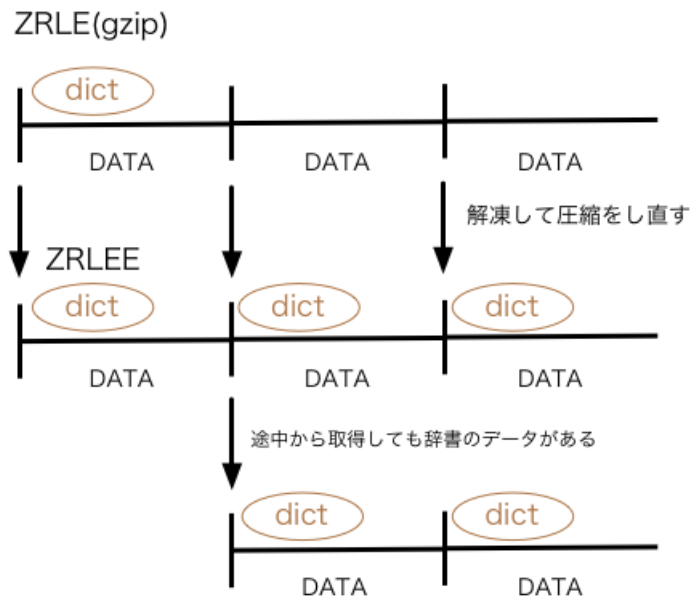 ZRLE(gzip)
dict
DATA DATA DATA
解凍して圧縮をし直す
ZRLEE
dict dict dict
DATA DATA DATA
途中から取得しても辞書のデータがある
dict dict
DATA DATA